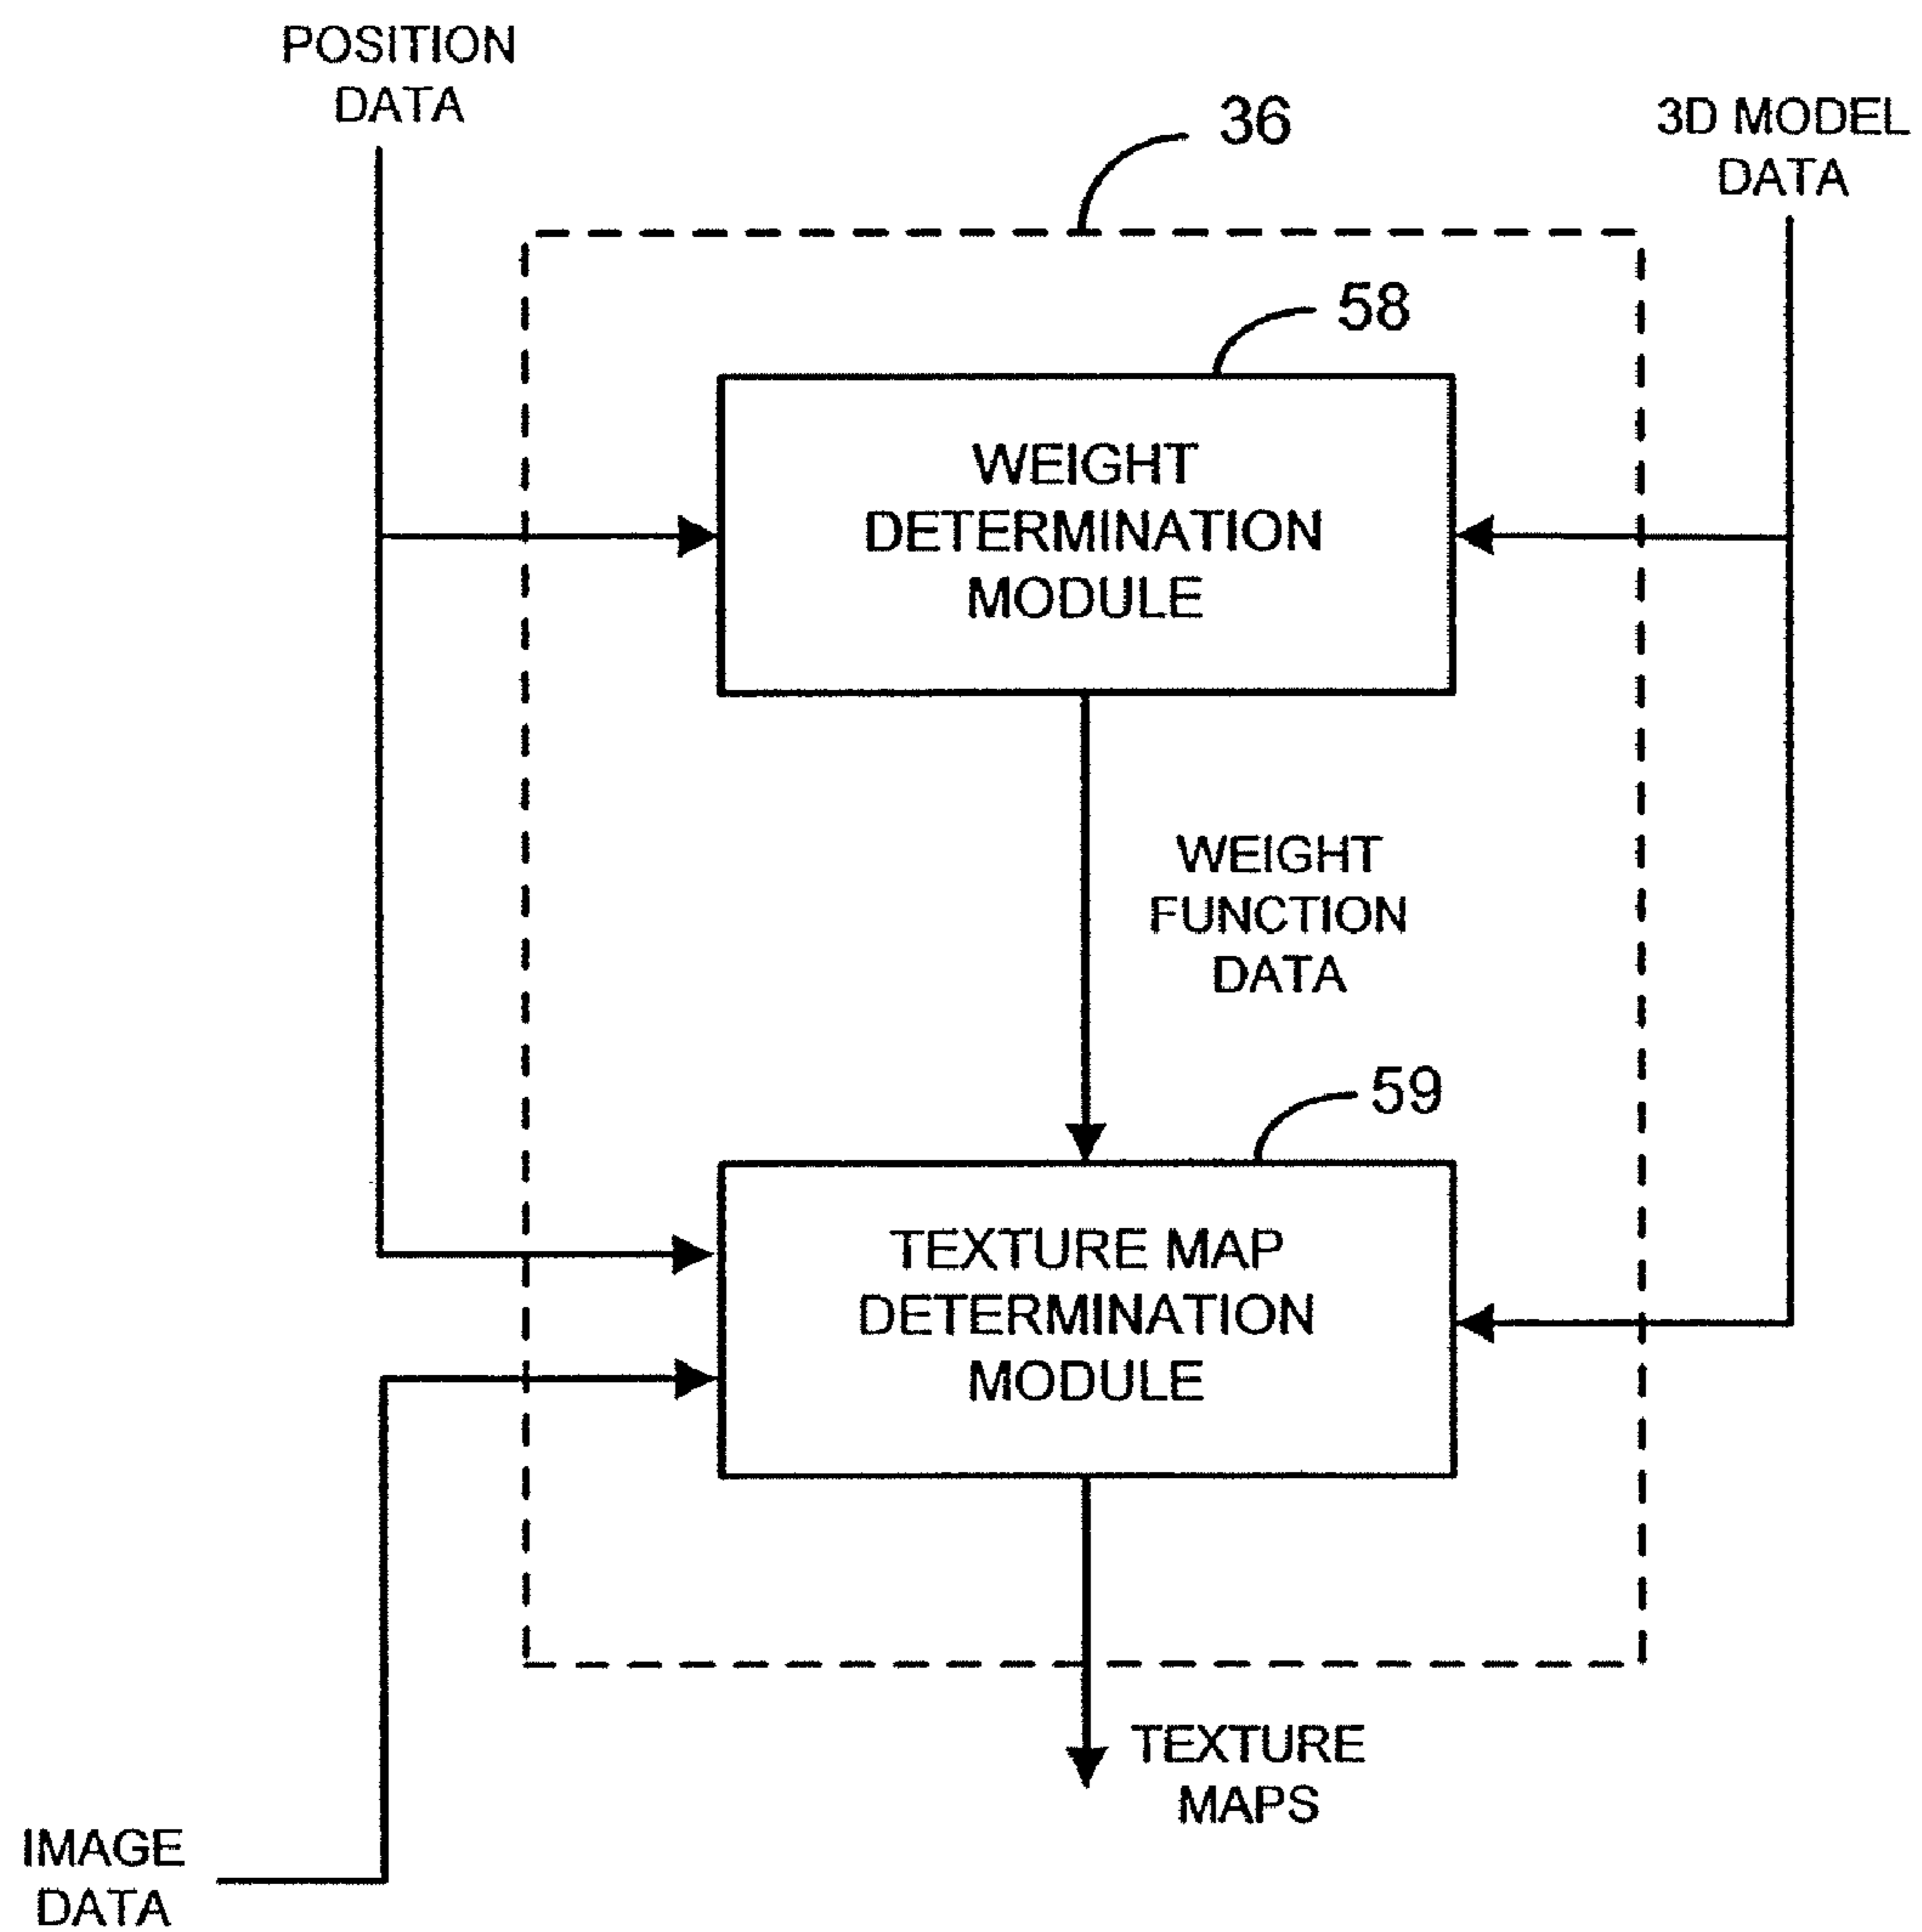 POSITION
DATA
36
3D MODEL
DATA
58
WEIGHT
DETERMINATION
MODULE
WEIGHT
FUNCTION
DATA
59
TEXTURE MAP
DETERMINATION
MODULE
TEXTURE
MAPS
IMAGE
DATA